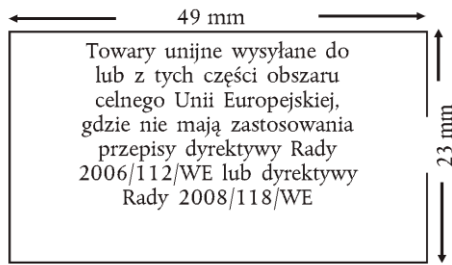 49 mm
Towary unijne wysyłane do
lub z tych części obszaru
celnego Unii Europejskiej,
gdzie nie mają zastosowania
przepisy dyrektywy Rady
2006/112/WE lub dyrektywy
Rady 2008/118/WE
23 mm